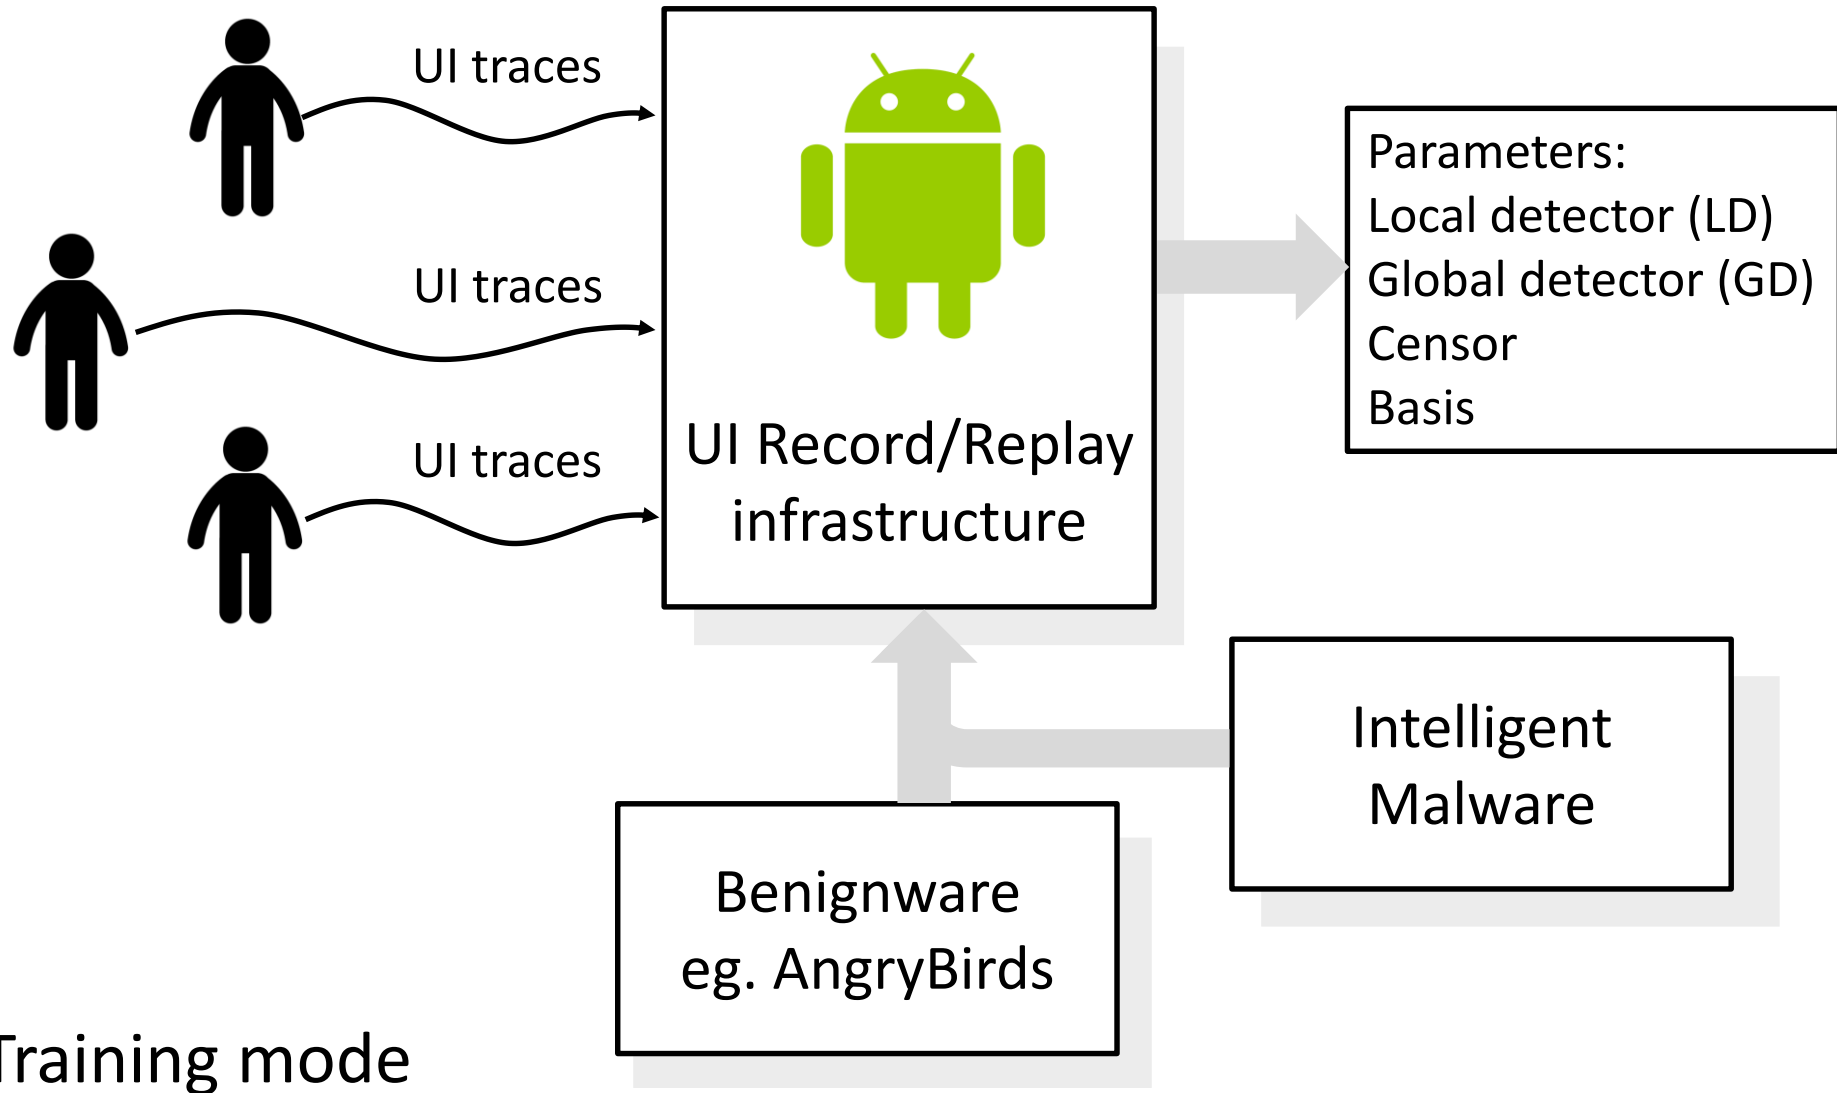 UI traces
UI traces
UI traces
UI Record/Replay
infrastructure
Parameters:
Local detector (LD)
Global detector (GD)
Censor
Basis
Intelligent
Malware
Benignware
eg. AngryBirds
Training mode